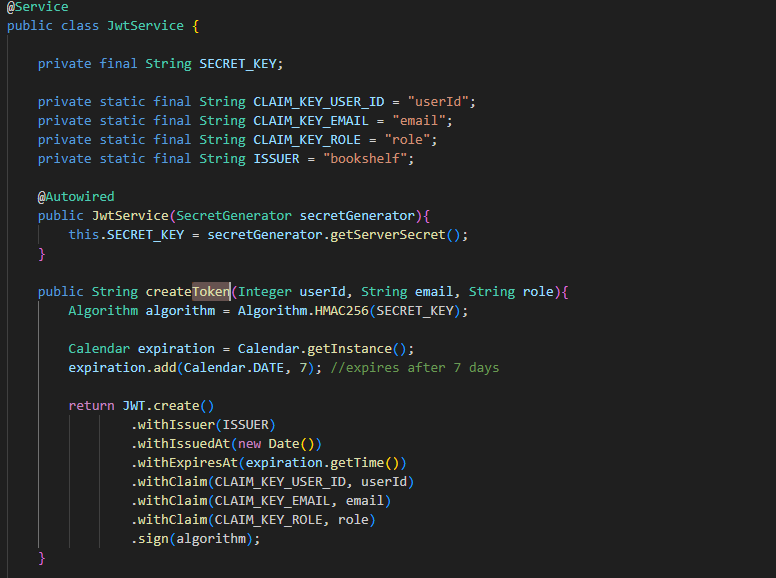 @Service
public class JwtService {
private final String SECRET_KEY;
private static final String CLAIM_KEY_USER_ID = "userId";
private static final String CLAIM_KEY_EMAIL = "email";
private static final String CLAIM_KEY_ROLE = "role";
private static final String ISSUER = "bookshelf";
@Autowired
public JwtService(SecretGenerator secretGenerator){
this.SECRET_KEY = secretGenerator.getServerSecret();
}
public String createToken(Integer userId, String email, String role){
Algorithm algorithm = Algorithm.HMAC256(SECRET_KEY);
Calendar expiration = Calendar.getInstance();
expiration.add(Calendar.DATE, 7); //expires after 7 days
return JWT.create()
.withIssuer(ISSUER)
.withIssuedAt(new Date())
.withExpiresAt(expiration.getTime())
.withClaim(CLAIM_KEY_USER_ID, userId)
.withClaim(CLAIM_KEY_EMAIL, email)
.withClaim(CLAIM_KEY_ROLE, role)
.sign(algorithm);
}